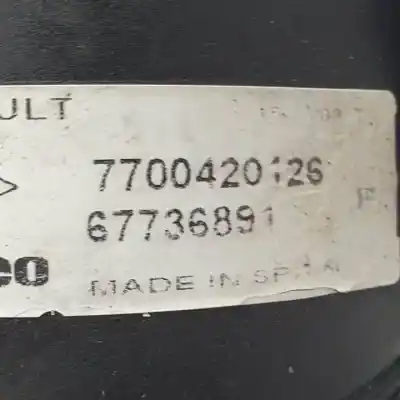 ULT
7700420126
67736891 F
CO
MADE IN SPAIN